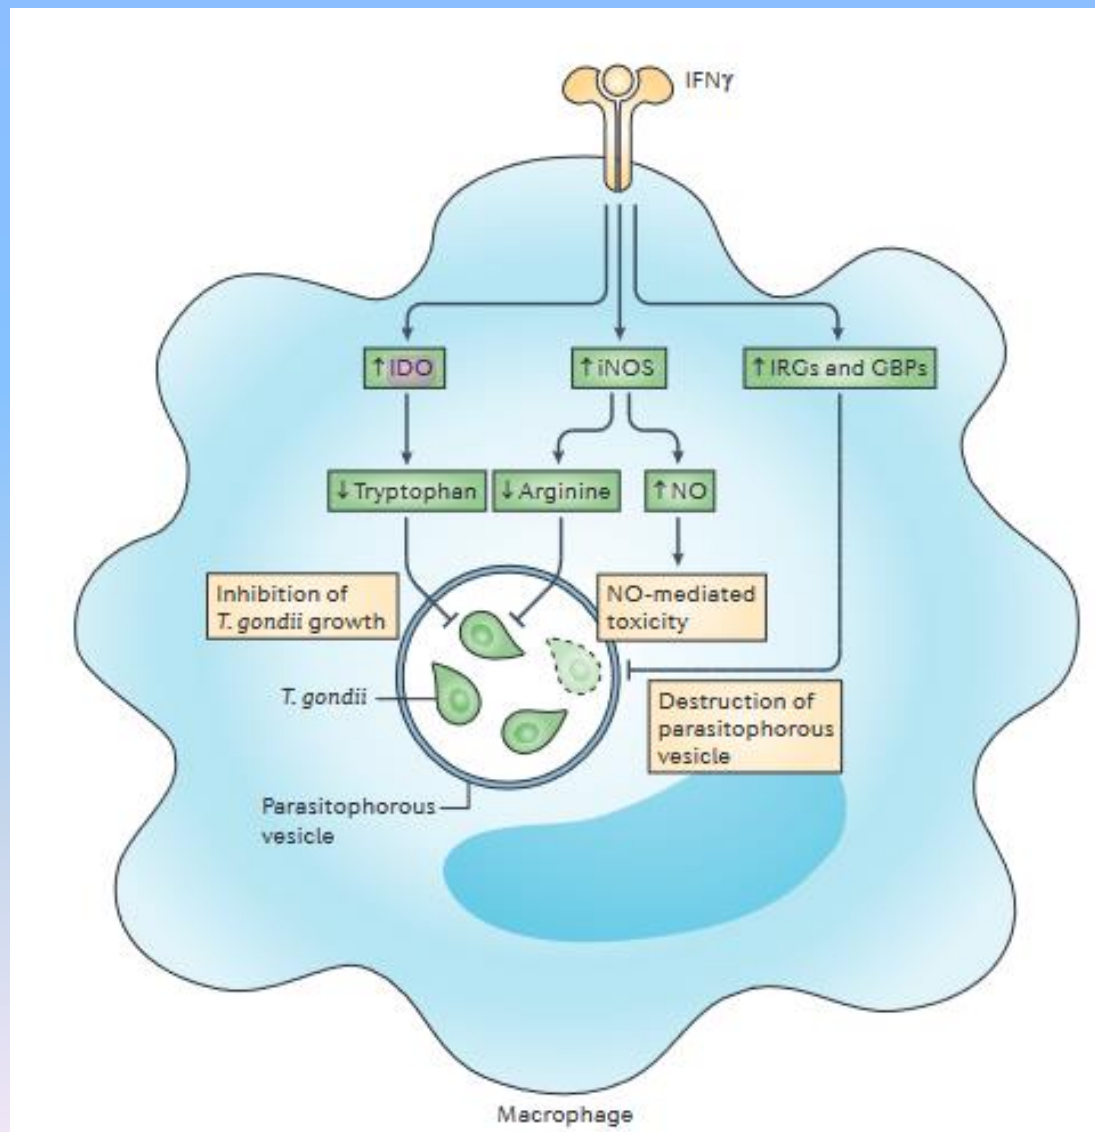 IFNγ
↑IDO
↑iNOS
↑IRGs and GBPs
↓Tryptophan
↓Arginine
↑NO
Inhibition of
T. gondii growth
NO-mediated
toxicity
T. gondii
Destruction of
parasitophorous
vesicle
Parasitophorous
vesicle
Macrophage